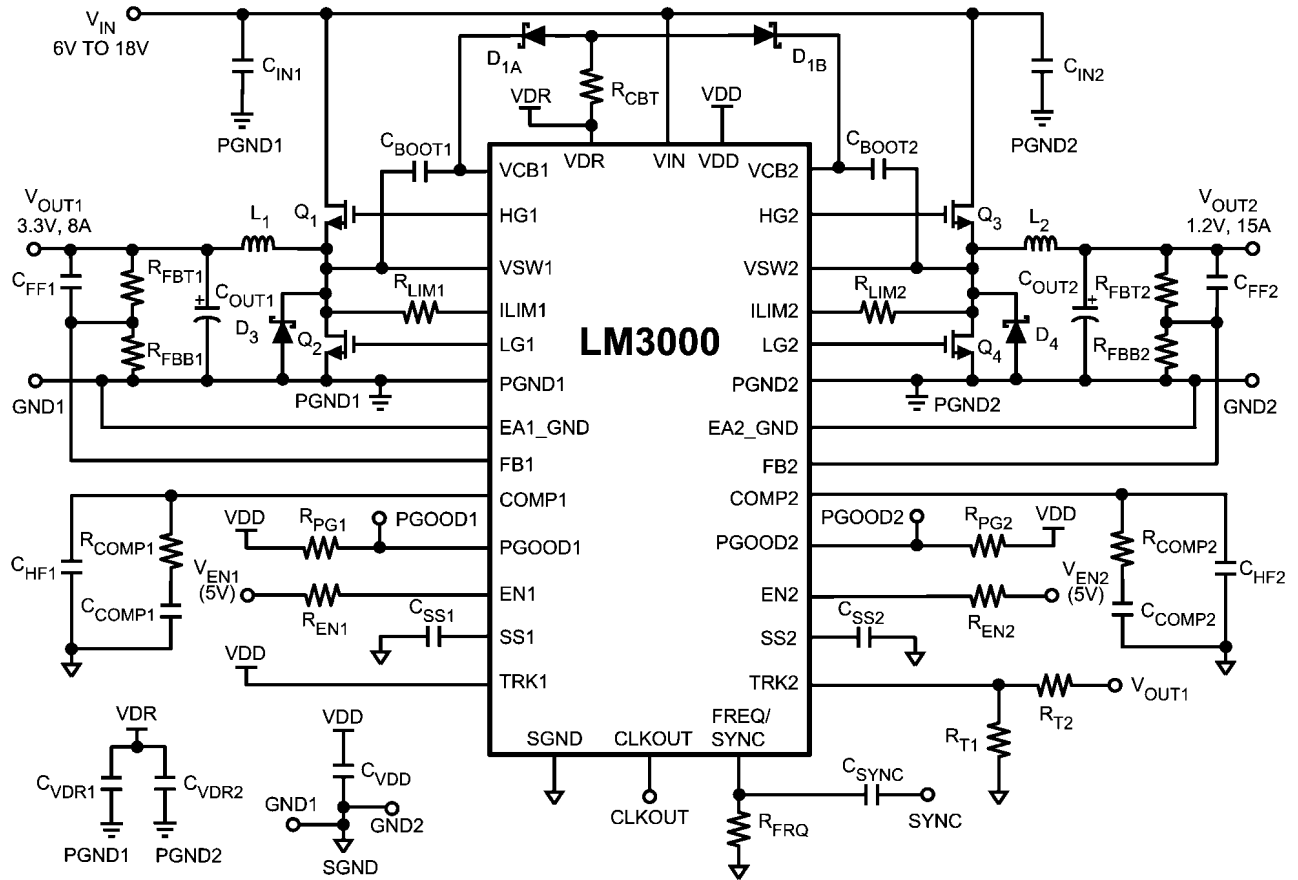 VIN
6V TO 18V
CIN1
PGND1
D1A
D1B
RCBT
VDR
VDD
CIN2
PGND2
CBOOT1
CBOOT2
VDR
VIN
VDD
VCB1
VCB2
VOUT1
3.3V, 8A
L1
Q1
HG1
HG2
Q3
L2
VOUT2
1.2V, 15A
CFF1
RFBT1
COUT1
+
VSW1
VSW2
COUT2
+
RFBT2
CFF2
RLIM1
ILIM1
ILIM2
RLIM2
D3
Q2
LG1
LM3000
LG2
Q4
D4
RFBB1
RFBB2
GND1
PGND1
PGND1
PGND2
PGND2
GND2
EA1_GND
EA2_GND
FB1
FB2
COMP1
COMP2
VDD
RPG1
PGOOD1
PGOOD1
PGOOD2
PGOOD2
RPG2
VDD
CHF1
RCOMP1
CCOMP1
VEN1
(5V)
REN1
EN1
EN2
REN2
VEN2
(5V)
RCOMP2
CCOMP2
CHF2
CSS1
SS1
SS2
CSS2
VDD
TRK1
TRK2
RT2
VOUT1
RT1
SGND
CLKOUT
FREQ/
SYNC
VDR
CVDR1
CVDR2
PGND1
PGND2
VDD
CVDD
GND1
GND2
SGND
CLKOUT
CSYNC
SYNC
RFRQ